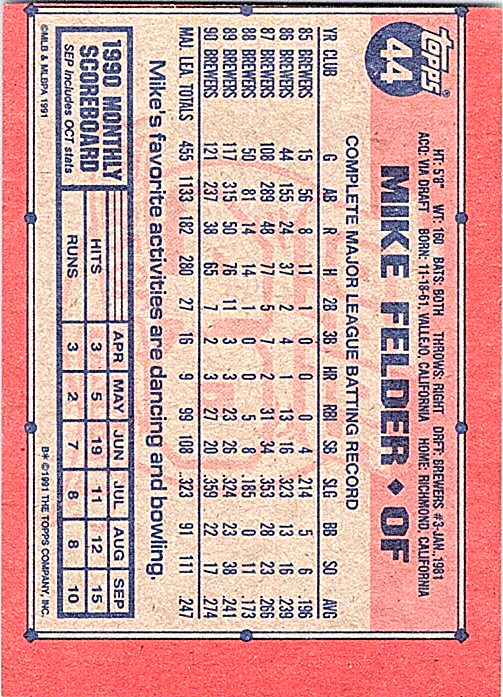 topps®
44
HT: 5'8" WT: 160 BATS: BOTH THROWS: RIGHT DRFT: BREWERS #3-JAN, 1981
ACQ: VIA DRAFT BORN: 11-18-61, VALLEJO, CALIFORNIA HOME: RICHMOND, CALIFORNIA
MIKE FELDER ♦ OF
COMPLETE MAJOR LEAGUE BATTING RECORD
YR CLUB G AB R H 2B 3B HR RBI SB SLG BB SO AVG
85 BREWERS 15 56 8 11 1 0 0 0 4 .214 5 6 .196
86 BREWERS 44 155 24 37 2 4 1 13 16 .323 13 16 .239
87 BREWERS 108 289 48 77 5 7 2 31 34 .353 28 23 .266
88 BREWERS 50 81 14 14 1 0 0 5 8 .185 0 11 .173
89 BREWERS 117 315 50 76 11 3 3 23 26 .324 23 38 .241
90 BREWERS 121 237 38 65 7 2 3 27 20 .359 22 17 .274
MAJ. LEA. TOTALS 455 1133 182 280 27 16 9 99 108 .323 91 111 .247
Mike's favorite activities are dancing and bowling.
1990 MONTHLY
SCOREBOARD
SEP Includes OCT stats
APR MAY JUN JUL AUG SEP
HITS 3 5 19 11 12 15
RUNS 3 2 7 8 8 10
©MLB & MLBPA 1991
B* ©1991 THE TOPPS COMPANY, INC.